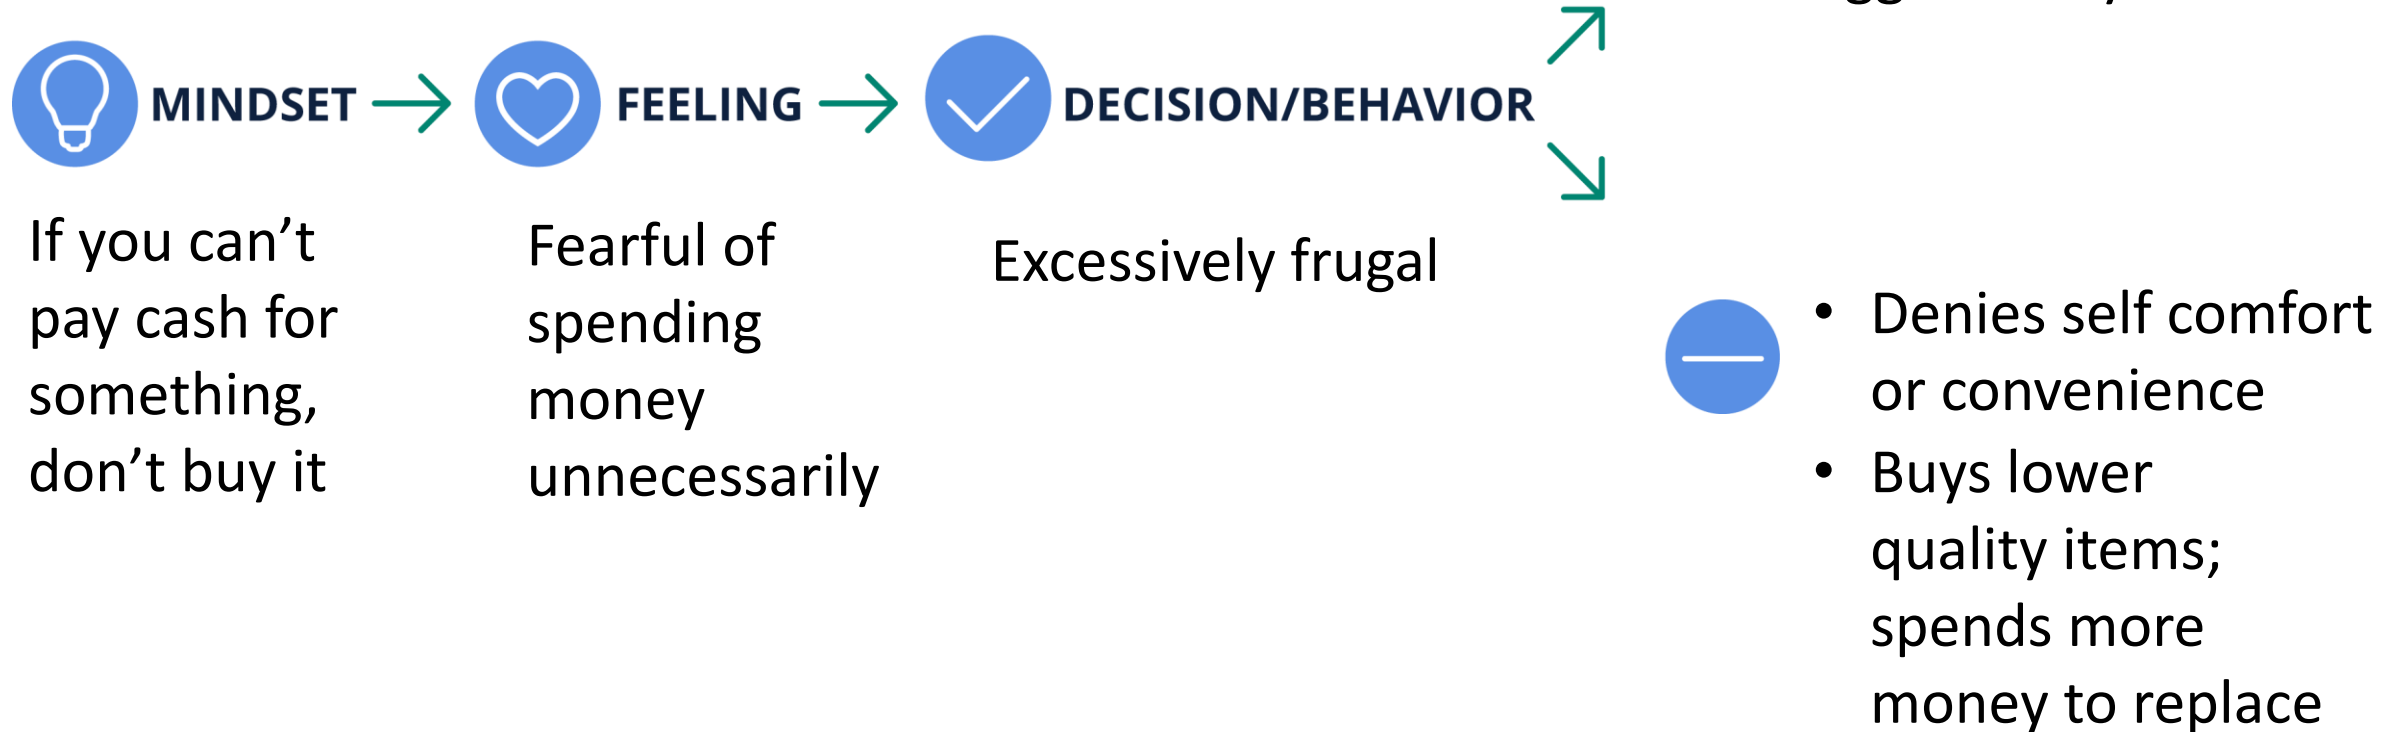 MINDSET
FEELING
DECISION/BEHAVIOR
If you can’t
pay cash for
something,
don’t buy it
Fearful of
spending
money
unnecessarily
Excessively frugal
• Denies self comfort
or convenience
• Buys lower
quality items;
spends more
money to replace